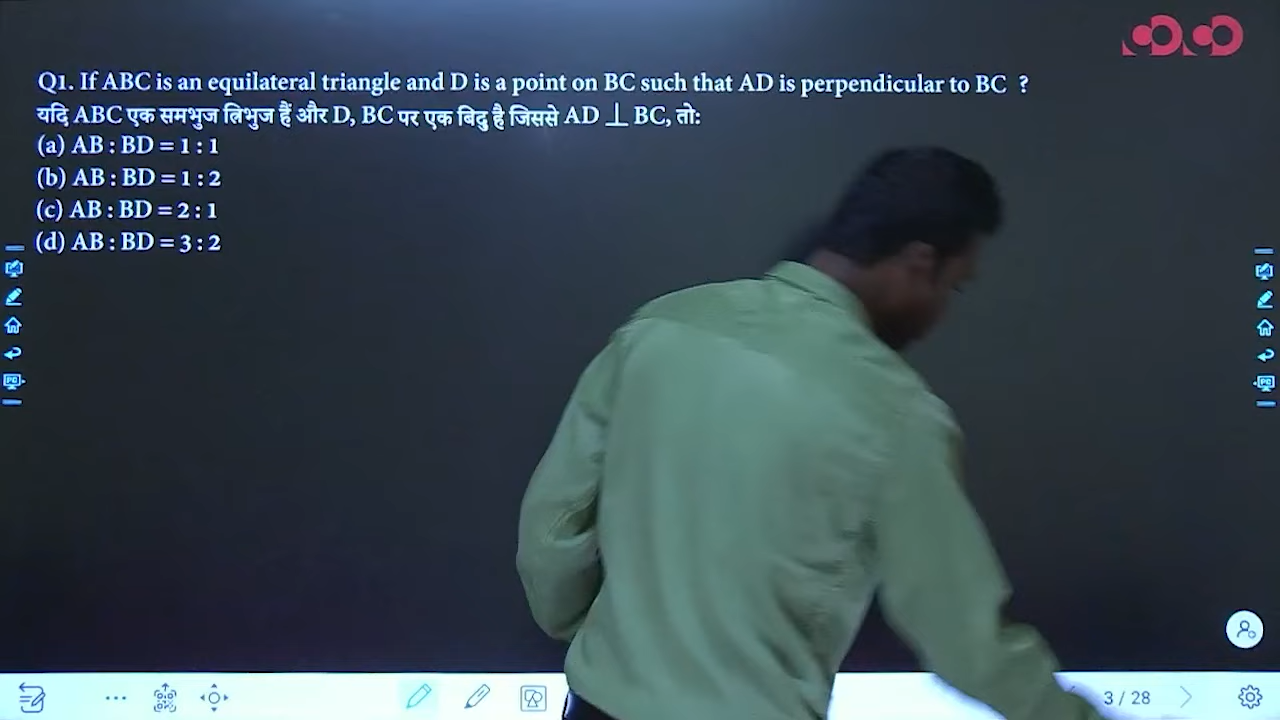 Q1. If ABC is an equilateral triangle and D is a point on BC such that AD is perpendicular to BC ?
यदि ABC एक समभुज त्रिभुज हैं और D, BC पर एक बिंदु है जिससे AD ⊥ BC, तो:
(a) AB : BD = 1 : 1
(b) AB : BD = 1 : 2
(c) AB : BD = 2 : 1
(d) AB : BD = 3 : 2
3 / 28